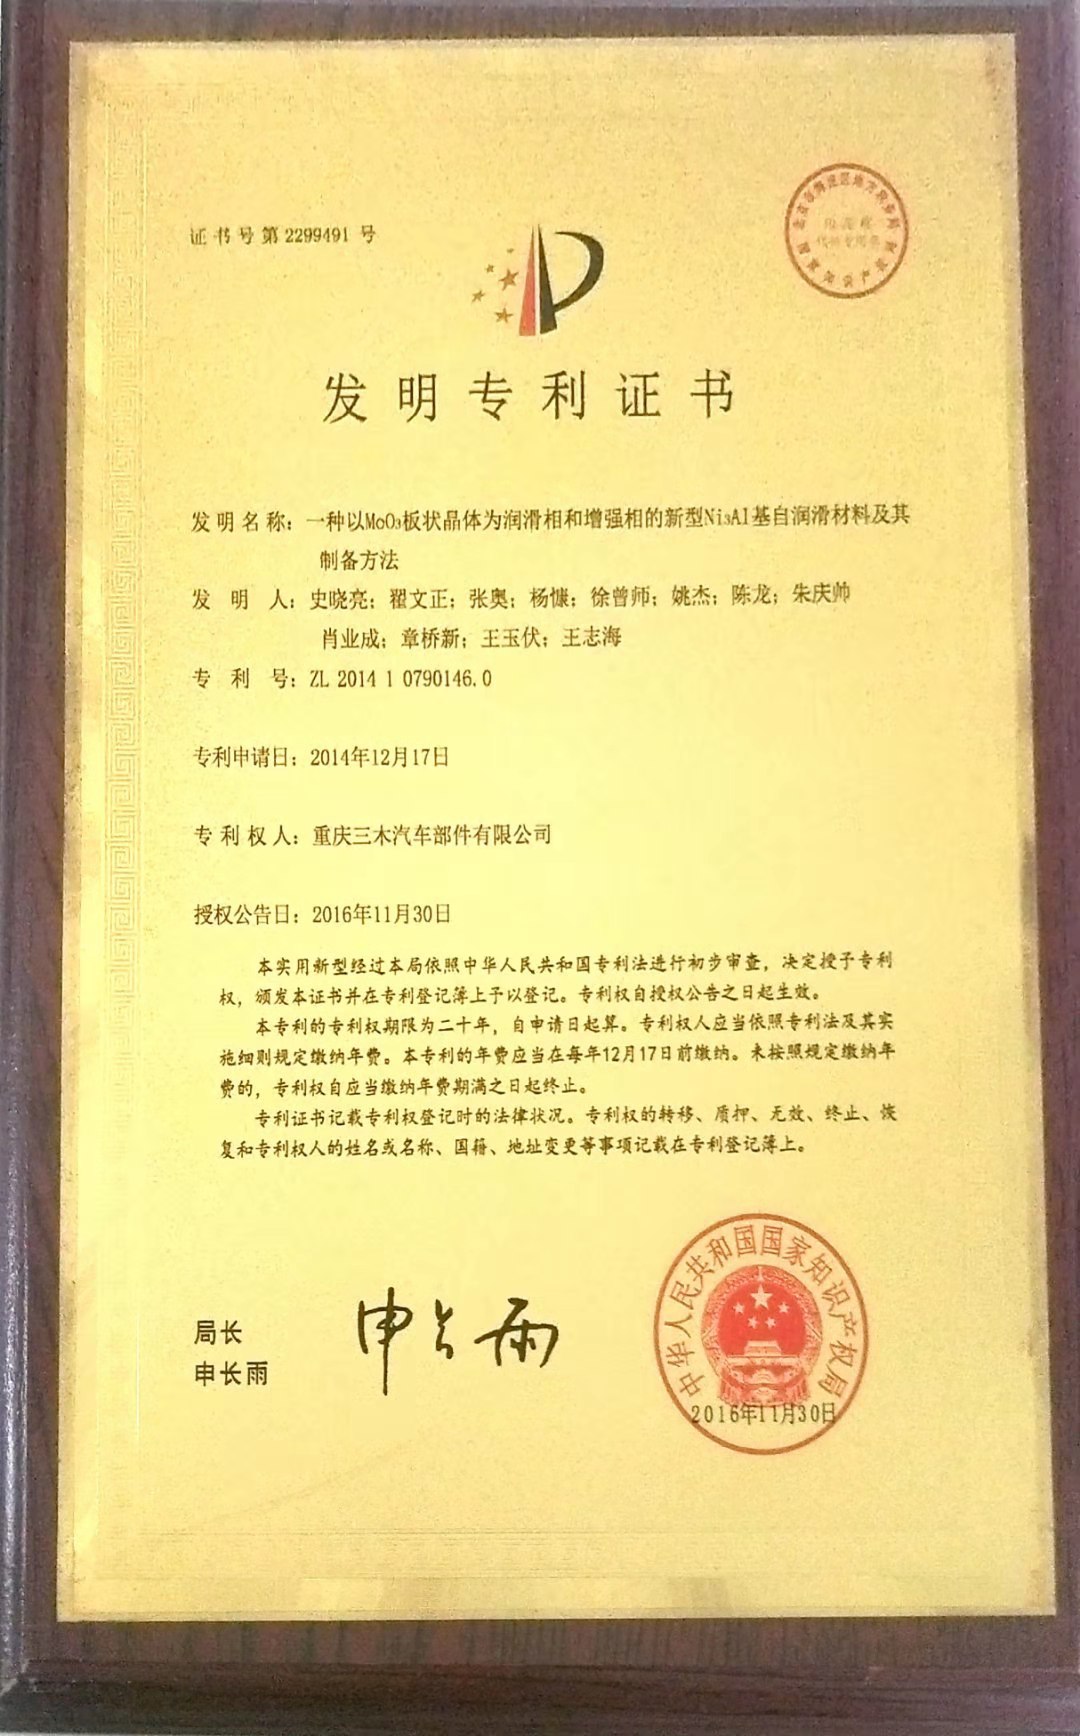 证书号第2299491号
发明专利证书
发明名称：一种以MoO₃板状晶体为润滑相和增强相的新型Ni₃Al基自润滑材料及其
制备方法
发明人：史晓亮；翟文正；张奥；杨慷；徐曾师；姚杰；陈龙；朱庆帅
肖业成；章桥新；王玉伏；王志海
专利号：ZL 2014 1 0790146.0
专利申请日：2014年12月17日
专利权人：重庆三木汽车部件有限公司
授权公告日：2016年11月30日
本实用新型经过本局依照中华人民共和国专利法进行初步审查，决定授予专利
权，颁发本证书并在专利登记簿上予以登记。专利权自授权公告之日起生效。
本专利的专利权期限为二十年，自申请日起算。专利权人应当依照专利法及其实
施细则规定缴纳年费。本专利的年费应当在每年12月17日前缴纳。未按照规定缴纳年
费的，专利权自应当缴纳年费期满之日起终止。
专利证书记载专利权登记时的法律状况。专利权的转移、质押、无效、终止、恢
复和专利权人的姓名或名称、国籍、地址变更等事项记载在专利登记簿上。
局长
申长雨
申长雨
中华人民共和国国家知识产权局
2016年11月30日